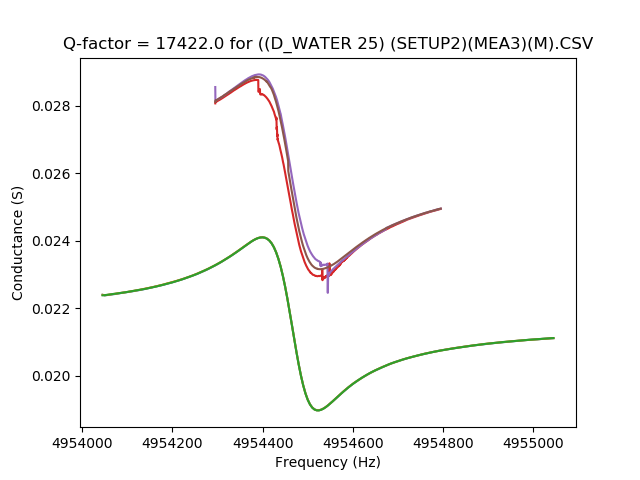 Q-factor = 17422.0 for ((D_WATER 25) (SETUP2)(MEA3)(M).CSV
0.028
0.026
0.024
0.022
0.020
Conductance (S)
4954000 4954200 4954400 4954600 4954800 4955000
Frequency (Hz)